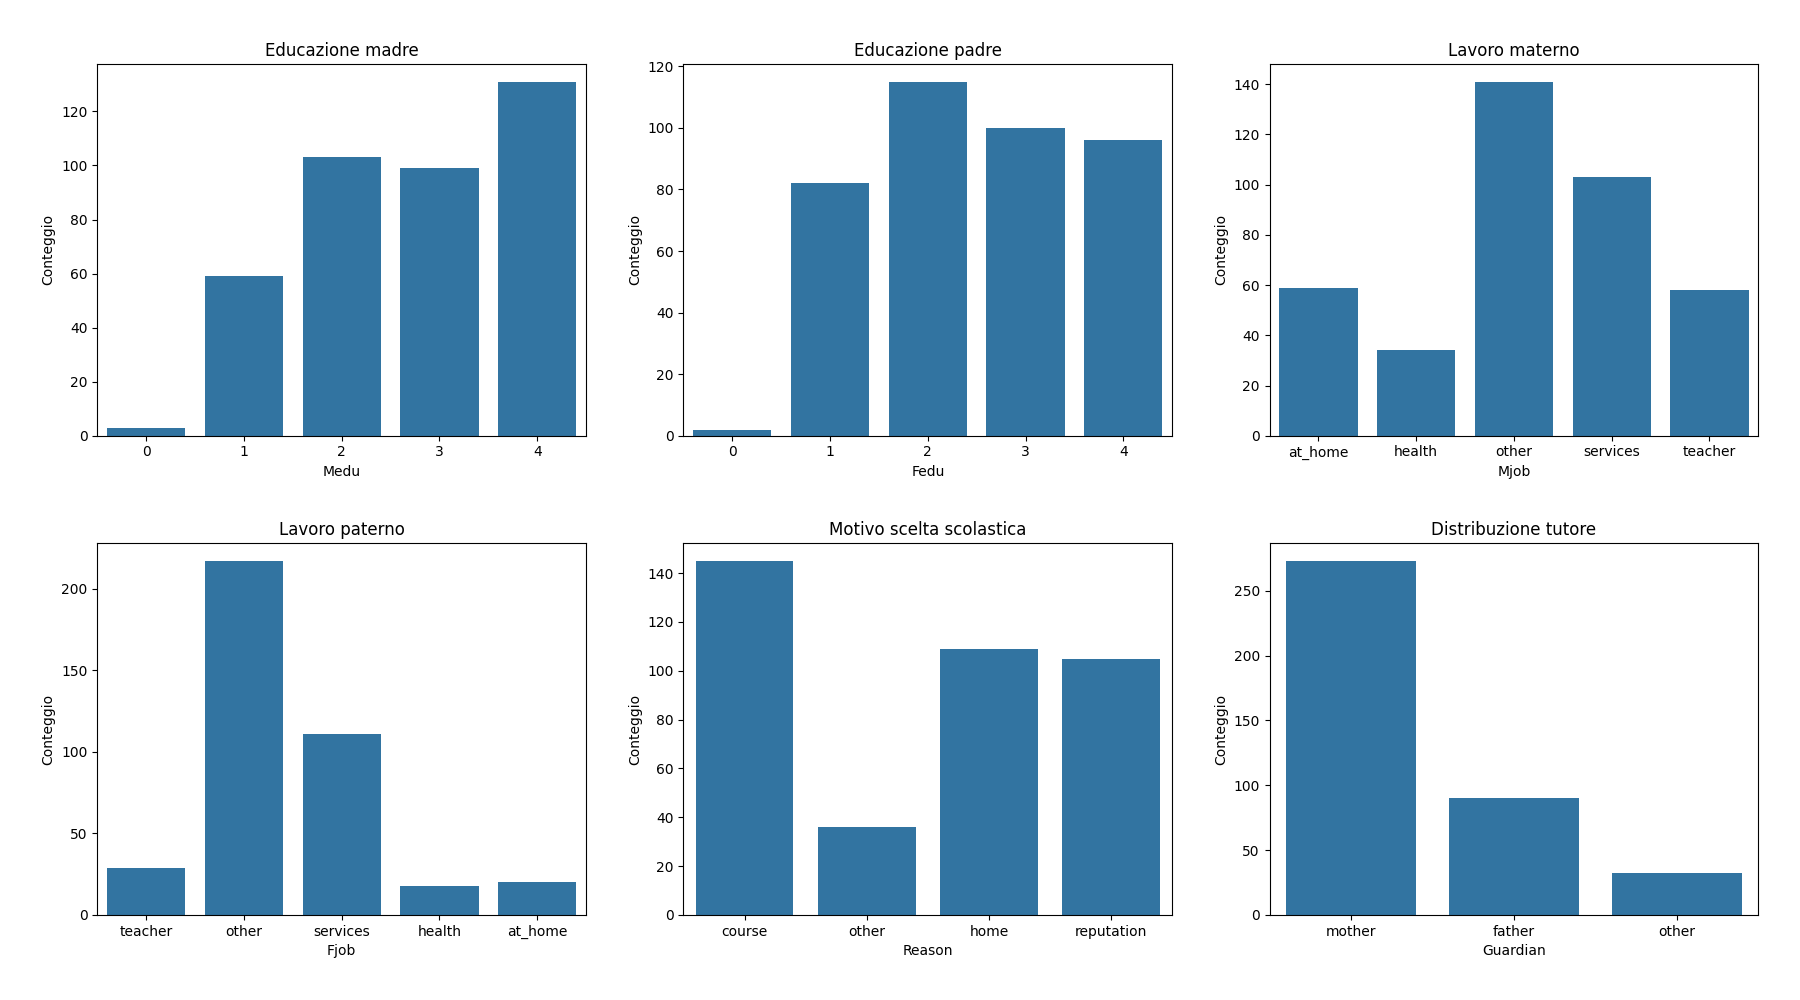 Educazione madre
120
100
80
60
40
20
0
Conteggio
0 1 2 3 4
Medu
Educazione padre
120
100
80
60
40
20
0
Conteggio
0 1 2 3 4
Fedu
Lavoro materno
140
120
100
80
60
40
20
0
Conteggio
at_home health other services teacher
Mjob
Lavoro paterno
200
150
100
50
0
Conteggio
teacher other services health at_home
Fjob
Motivo scelta scolastica
140
120
100
80
60
40
20
0
Conteggio
course other home reputation
Reason
Distribuzione tutore
250
200
150
100
50
0
Conteggio
mother father other
Guardian